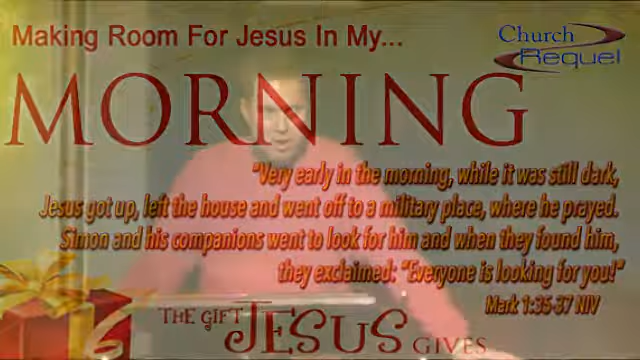 Making Room For Jesus In My...
Church
Requel
MORNING
"Very early in the morning, while it was still dark,
Jesus got up, left the house and went off to a military place, where he prayed.
Simon and his companions went to look for him and when they found him,
they exclaimed: "Everyone is looking for you!"
Mark 1:35-37 NIV
THE GIFT JESUS GIVES